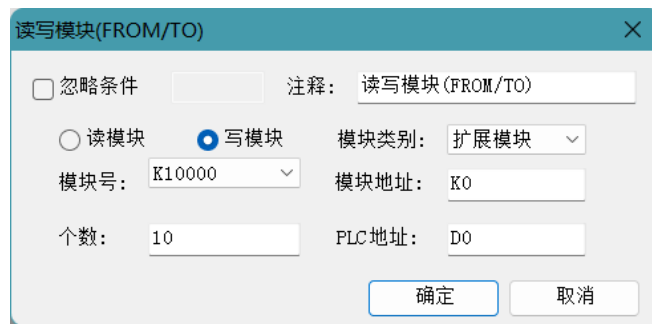 读写模块(FROM/TO)
忽略条件 注释: 读写模块(FROM/TO)
读模块 写模块 模块类别: 扩展模块
模块号: K10000 模块地址: K0
个数: 10 PLC地址: D0
确定 取消